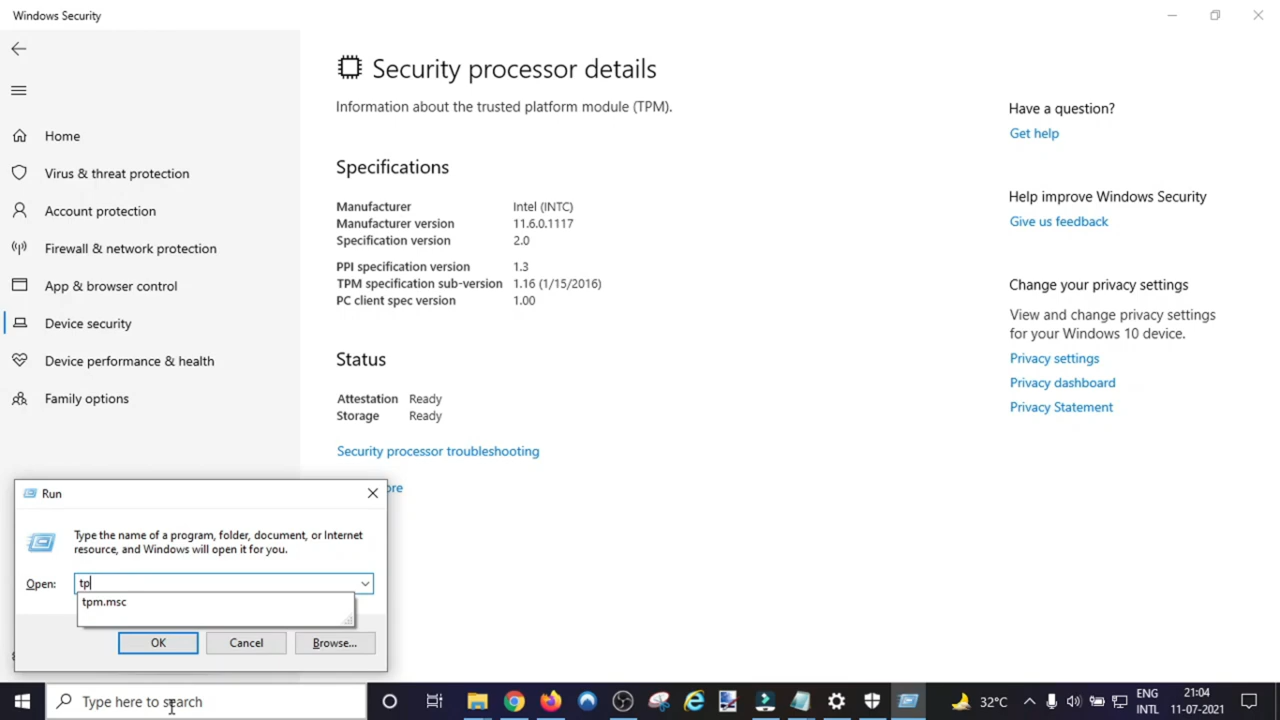 Windows Security
Security processor details
Information about the trusted platform module (TPM).
Home
Virus & threat protection
Account protection
Firewall & network protection
App & browser control
Device security
Device performance & health
Family options
Specifications
Manufacturer Intel (INTC)
Manufacturer version 11.6.0.1117
Specification version 2.0
PPI specification version 1.3
TPM specification sub-version 1.16 (1/15/2016)
PC client spec version 1.00
Status
Attestation Ready
Storage Ready
Security processor troubleshooting
ore
Have a question?
Get help
Help improve Windows Security
Give us feedback
Change your privacy settings
View and change privacy settings
for your Windows 10 device.
Privacy settings
Privacy dashboard
Privacy Statement
Run
Type the name of a program, folder, document, or Internet
resource, and Windows will open it for you.
Open: tp
tpm.msc
OK Cancel Browse...
Type here to search
32°C
ENG
INTL
21:04
11-07-2021